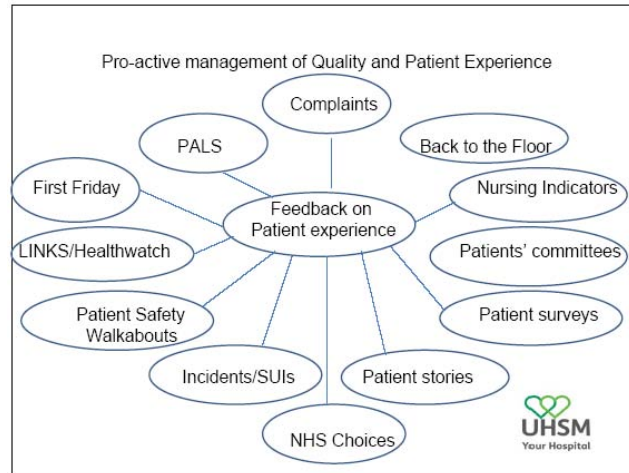 Pro-active management of Quality and Patient Experience
Complaints
PALS
Back to the Floor
First Friday
Nursing Indicators
Feedback on
Patient experience
LINKS/Healthwatch
Patients' committees
Patient Safety
Walkabouts
Patient surveys
Incidents/SUIs
Patient stories
NHS Choices
UHSM
Your Hospital